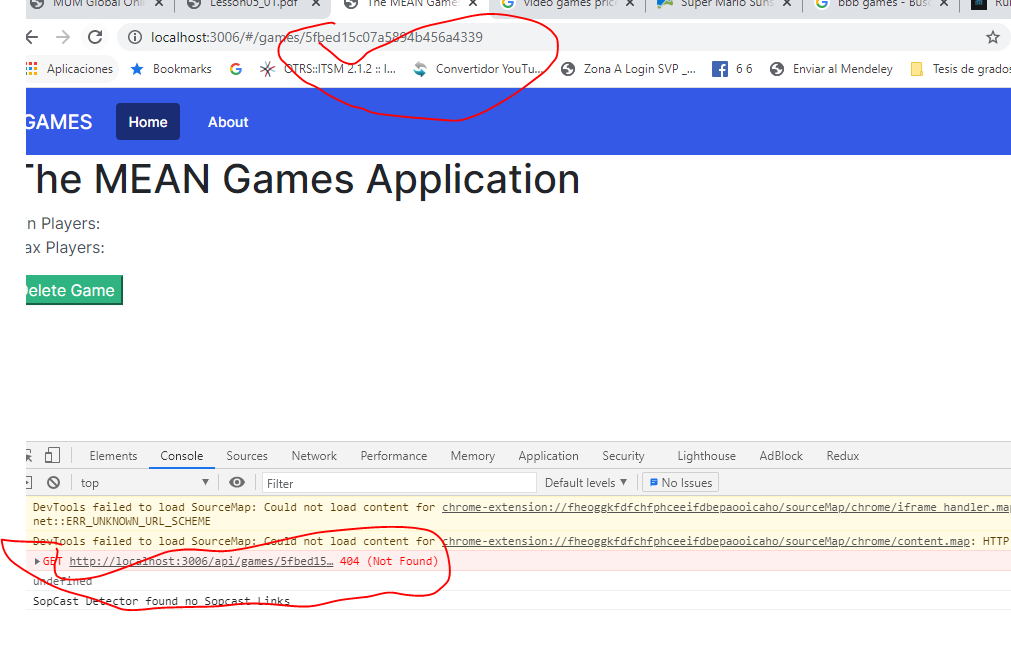 MUM Global Onli
Lesson05_01.pdf
The MEAN Game
video games pric
Super Mario Suns
bbb games - Busc
localhost:3006/#/games/5fbed15c07a5894b456a4339
Aplicaciones
Bookmarks
OTRS::ITSM 2.1.2 :: I...
Convertidor YouTu...
Zona A Login SVP _...
6 6
Enviar al Mendeley
Tesis de grados
GAMES
Home
About
The MEAN Games Application
n Players:
ax Players:
Delete Game
Elements
Console
Sources
Network
Performance
Memory
Application
Security
Lighthouse
AdBlock
Redux
top
Filter
Default levels ▼
No Issues
DevTools failed to load SourceMap: Could not load content for chrome-extension://fheoggkfdfchfphceeifdbepaooicaho/sourceMap/chrome/iframe_handler.map
net::ERR_UNKNOWN_URL_SCHEME
DevTools failed to load SourceMap: Could not load content for chrome-extension://fheoggkfdfchfphceeifdbepaooicaho/sourceMap/chrome/content.map: HTTP
GET http://localhost:3006/api/games/5fbed15… 404 (Not Found)
undefined
SopCast Detector found no Sopcast Links